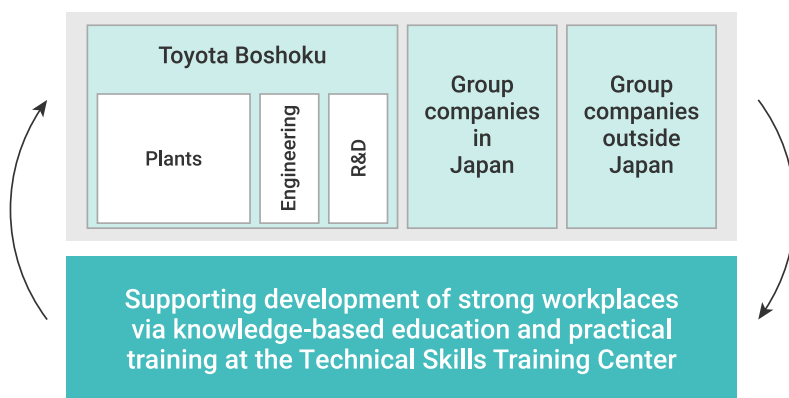 Toyota Boshoku
Plants
Engineering
R&D
Group
companies
in
Japan
Group
companies
outside
Japan
Supporting development of strong workplaces
via knowledge-based education and practical
training at the Technical Skills Training Center